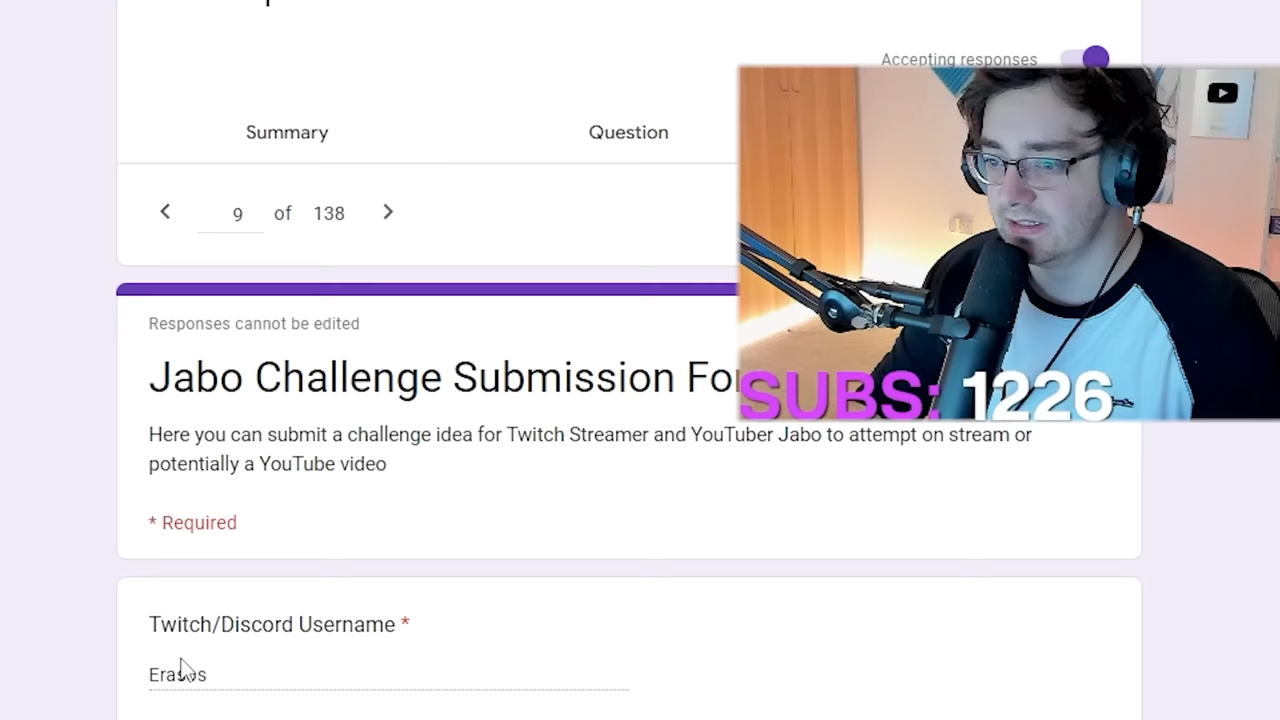 Accepting responses
Summary
Question
9 of 138
Responses cannot be edited
Jabo Challenge Submission
Here you can submit a challenge idea for Twitch Streamer and YouTuber Jabo to attempt on stream or
potentially a YouTube video
* Required
SUBS: 1226
Twitch/Discord Username *